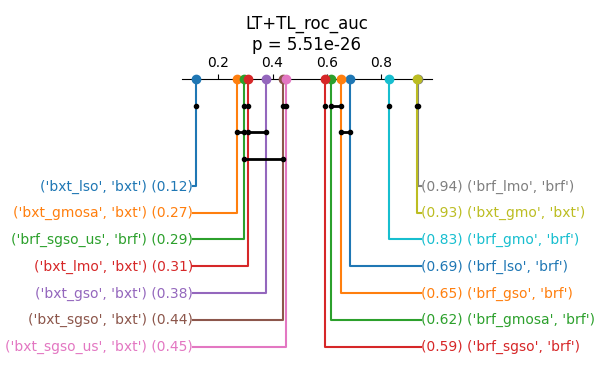 LT+TL_roc_auc
p = 5.51e-26
0.2 0.4 0.6 0.8
('bxt_lso', 'bxt') (0.12)
(0.94) ('brf_lmo', 'brf')
('bxt_gmosa', 'bxt') (0.27)
(0.93) ('bxt_gmo', 'bxt')
('brf_sgso_us', 'brf') (0.29)
(0.83) ('brf_gmo', 'brf')
('bxt_lmo', 'bxt') (0.31)
(0.69) ('brf_lso', 'brf')
('bxt_gso', 'bxt') (0.38)
(0.65) ('brf_gso', 'brf')
('bxt_sgso', 'bxt') (0.44)
(0.62) ('brf_gmosa', 'brf')
('bxt_sgso_us', 'bxt') (0.45)
(0.59) ('brf_sgso', 'brf')